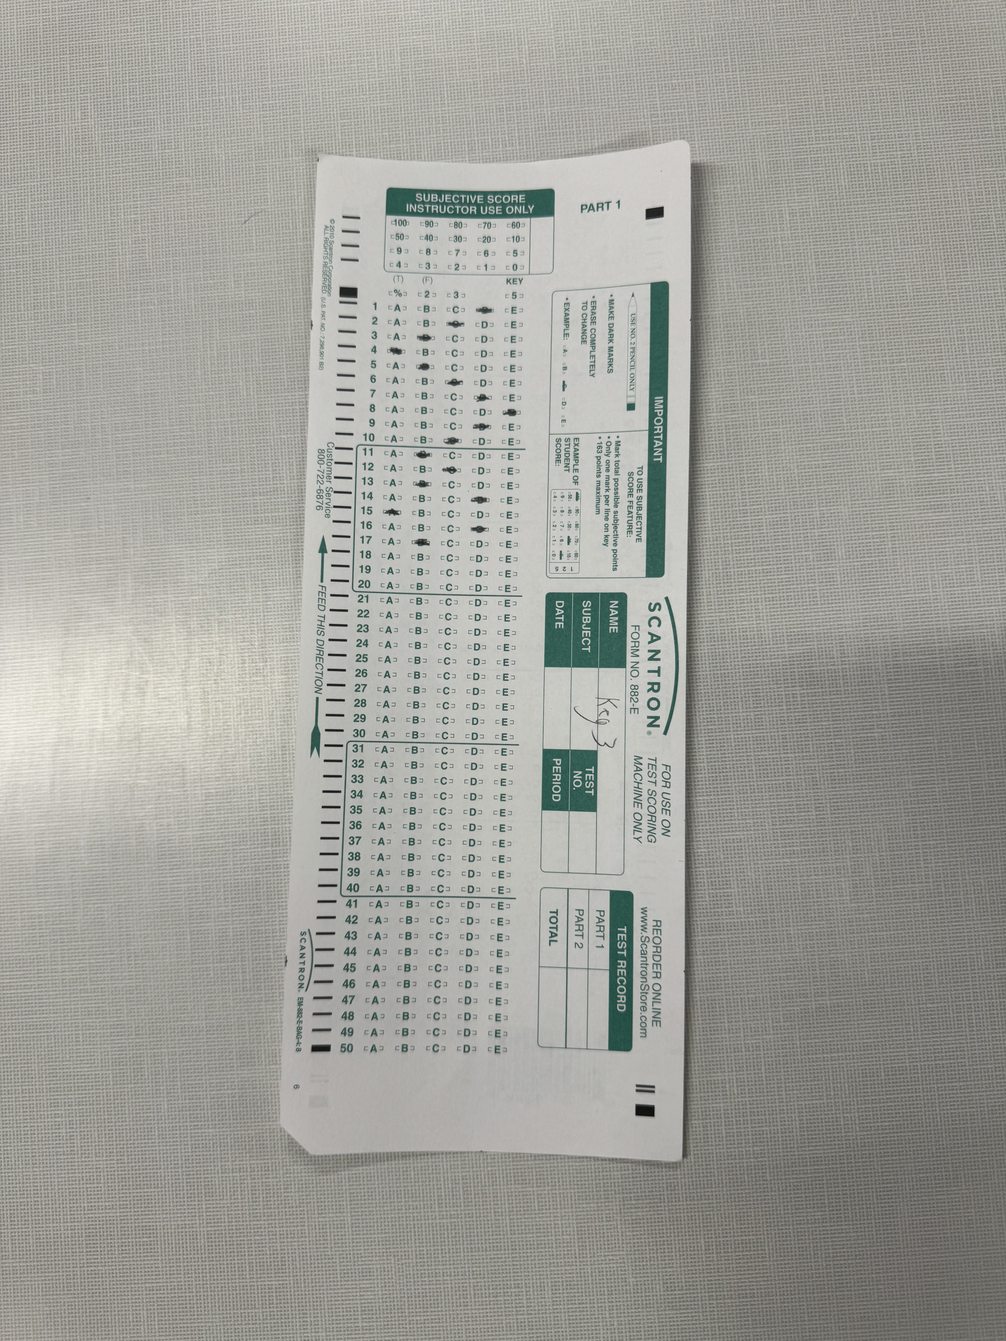 SUBJECTIVE SCORE
INSTRUCTOR USE ONLY
100 90 80 70 60
50 40 30 20 10
9 8 7 6 5
4 3 2 1 0
(T) (F) KEY
% 2 3 5
1 A B C E
2 A B D E
3 A C D E
4 B C D E
5 A C D E
6 A B D E
7 A B C E
8 A B C D
9 A B C E
10 A B D E
11 A C D E
12 A B D E
13 A C D E
14 A B C E
15 B C D E
16 A B C E
17 A C D E
18 A B C D E
19 A B C D E
20 A B C D E
21 A B C D E
22 A B C D E
23 A B C D E
24 A B C D E
25 A B C D E
26 A B C D E
27 A B C D E
28 A B C D E
29 A B C D E
30 A B C D E
31 A B C D E
32 A B C D E
33 A B C D E
34 A B C D E
35 A B C D E
36 A B C D E
37 A B C D E
38 A B C D E
39 A B C D E
40 A B C D E
41 A B C D E
42 A B C D E
43 A B C D E
44 A B C D E
45 A B C D E
46 A B C D E
47 A B C D E
48 A B C D E
49 A B C D E
50 A B C D E
PART 1
IMPORTANT
USE NO. 2 PENCIL ONLY
• MAKE DARK MARKS
• ERASE COMPLETELY
TO CHANGE
• EXAMPLE: A B D E
TO USE SUBJECTIVE
SCORE FEATURE:
• Mark total possible subjective points
• Only one mark per line on key
• 163 points maximum
EXAMPLE OF
STUDENT
SCORE:
SCANTRON®
FORM NO. 882-E
FOR USE ON
TEST SCORING
MACHINE ONLY
NAME
SUBJECT Key 3
TEST
NO.
DATE
PERIOD
REORDER ONLINE
www.ScantronStore.com
TEST RECORD
PART 1
PART 2
TOTAL
© 2010 Scantron Corporation
ALL RIGHTS RESERVED.
Customer Service
800-722-6876
FEED THIS DIRECTION
SCANTRON.
6